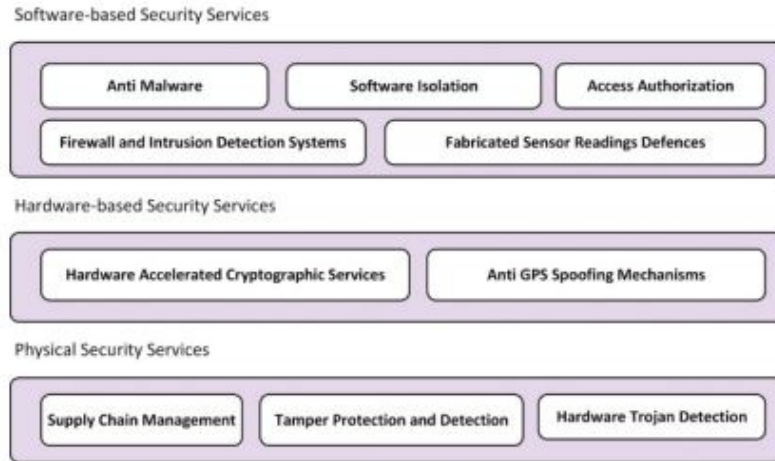 Software-based Security Services
Anti Malware
Software Isolation
Access Authorization
Firewall and Intrusion Detection Systems
Fabricated Sensor Readings Defences
Hardware-based Security Services
Hardware Accelerated Cryptographic Services
Anti GPS Spoofing Mechanisms
Physical Security Services
Supply Chain Management
Tamper Protection and Detection
Hardware Trojan Detection